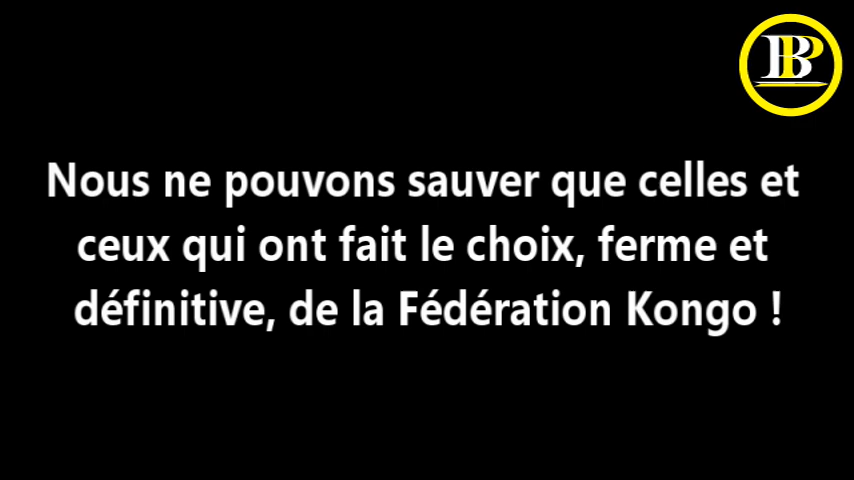 BP
Nous ne pouvons sauver que celles et
ceux qui ont fait le choix, ferme et
définitive, de la Fédération Kongo !